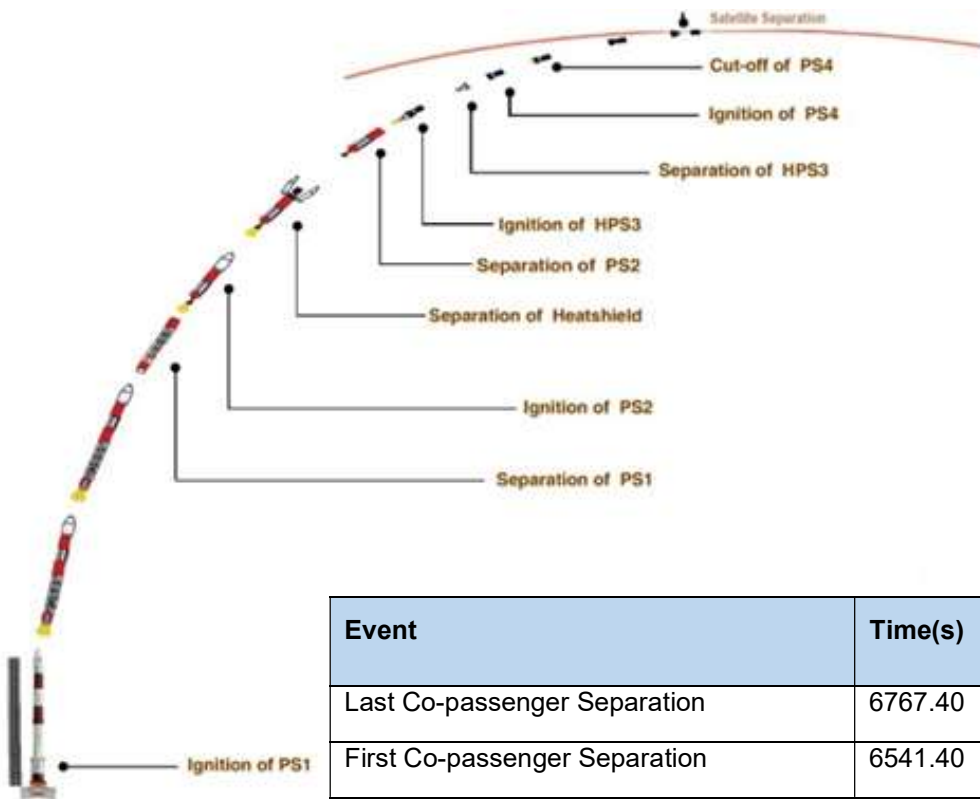 Satellite Separation
Cut-off of PS4
Ignition of PS4
Separation of HPS3
Ignition of HPS3
Separation of PS2
Separation of Heatshield
Ignition of PS2
Separation of PS1
Ignition of PS1
Event Time(s)
Last Co-passenger Separation 6767.40
First Co-passenger Separation 6541.40